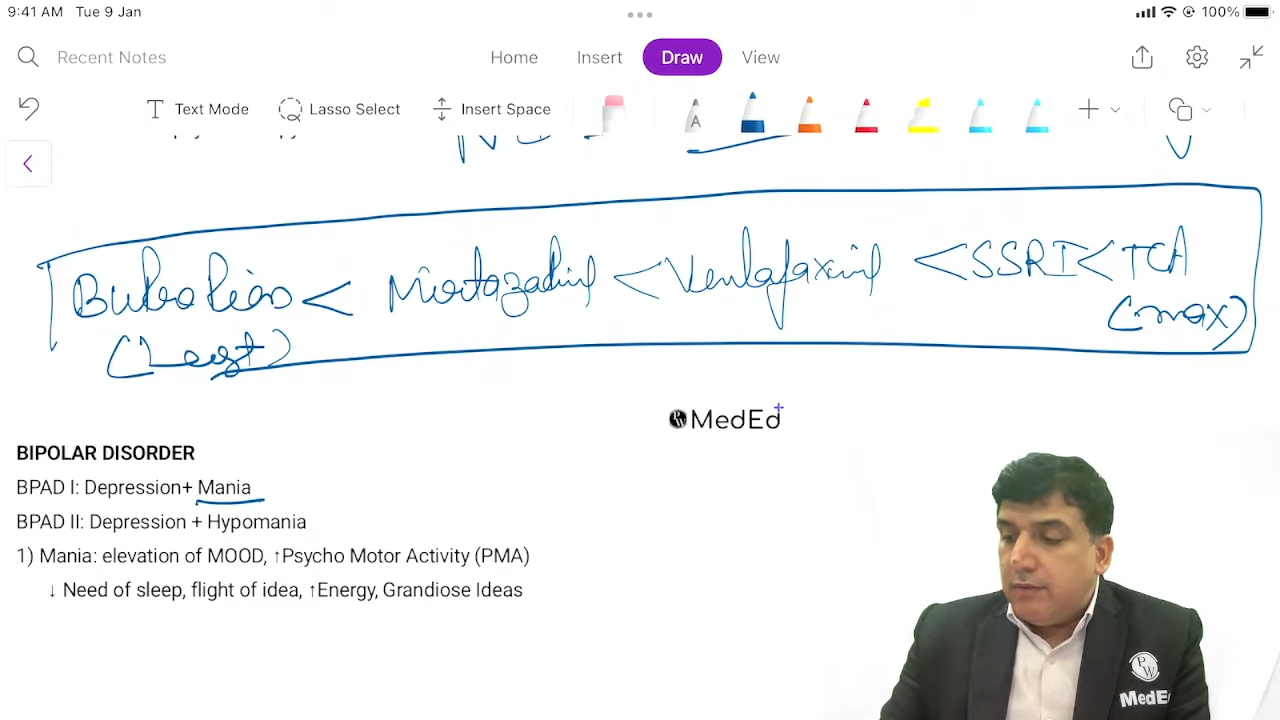 9:41 AM Tue 9 Jan
100%
Recent Notes
Home Insert Draw View
Text Mode Lasso Select Insert Space
A
< Mirtazapine < Venlafaxine < SSRI < TCA
(Least) (max)
PW MedEd
BIPOLAR DISORDER
BPAD I: Depression+ Mania
BPAD II: Depression + Hypomania
1) Mania: elevation of MOOD, ↑Psycho Motor Activity (PMA)
↓ Need of sleep, flight of idea, ↑Energy, Grandiose Ideas
PW
MedEd